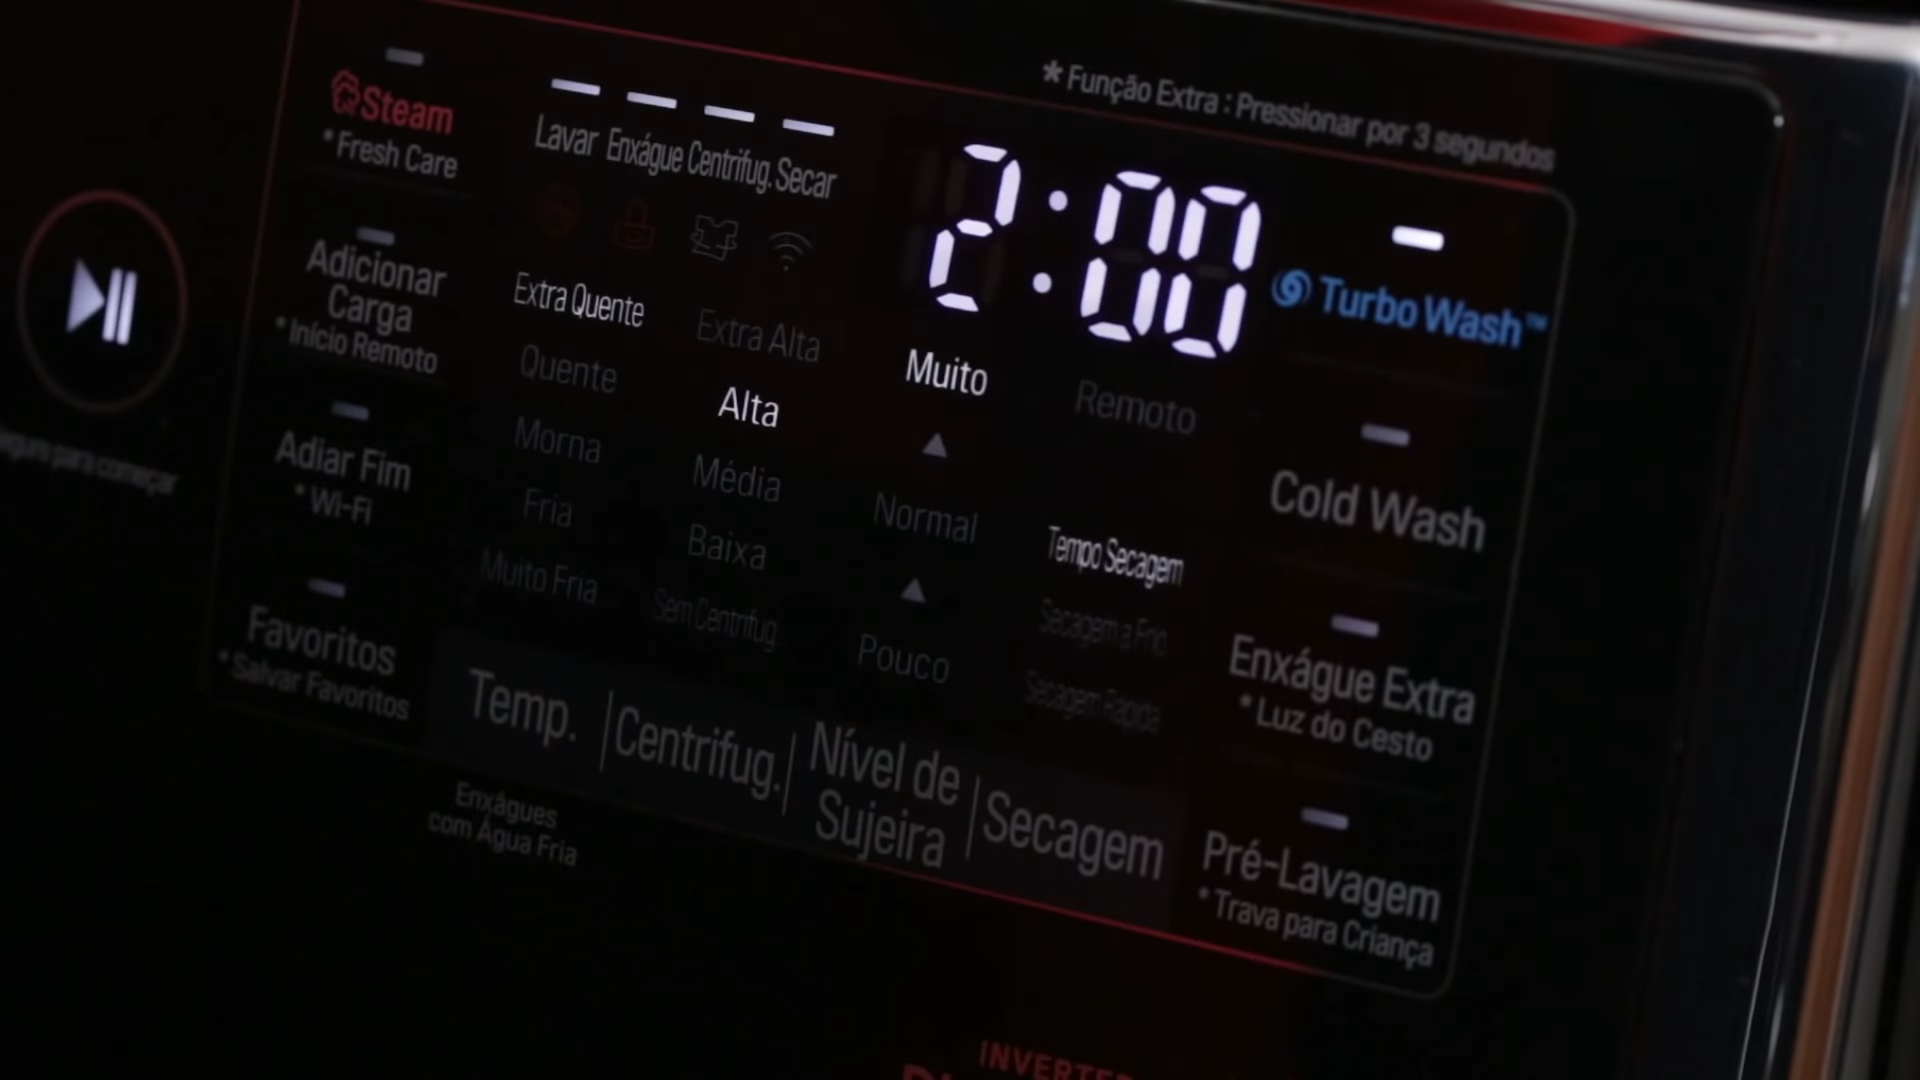 * Função Extra : Pressionar por 3 segundos
Steam
* Fresh Care
Lavar Enxágue Centrifug. Secar
2:00
Turbo Wash™
Adicionar
Carga
* Início Remoto
Extra Quente
Quente
Morna
Fria
Muito Fria
Extra Alta
Alta
Média
Baixa
Sem Centrifug.
Muito
Normal
Pouco
Remoto
Tempo Secagem
Secagem a Frio
Secagem Rápida
Cold Wash
para começar
Adiar Fim
* Wi-Fi
Enxágue Extra
* Luz do Cesto
Favoritos
* Salvar Favoritos
Temp.
Centrifug.
Nível de
Sujeira
Secagem
Pré-Lavagem
* Trava para Criança
Enxágues
com Água Fria